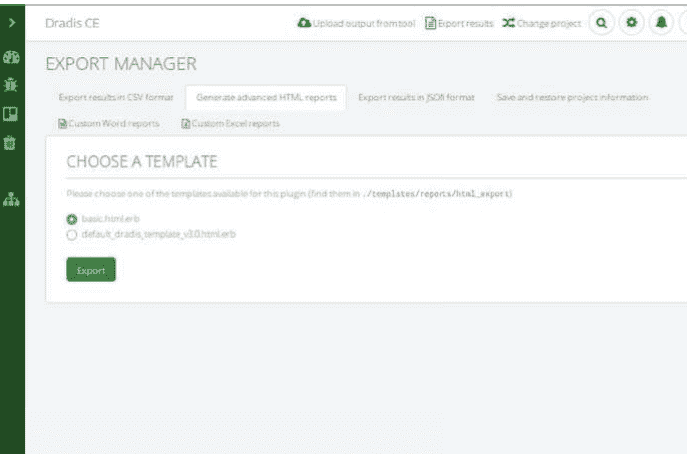 Dradis CE
Upload output from tool Export results Change project
EXPORT MANAGER
Export results in CSV format Generate advanced HTML reports Export results in JSON format Save and restore project information
Custom Word reports Custom Excel reports
CHOOSE A TEMPLATE
Please choose one of the templates available for this plugin (find them in ./templates/reports/html_export)
basic.html.erb
default_dradis_template_v3.0.html.erb
Export